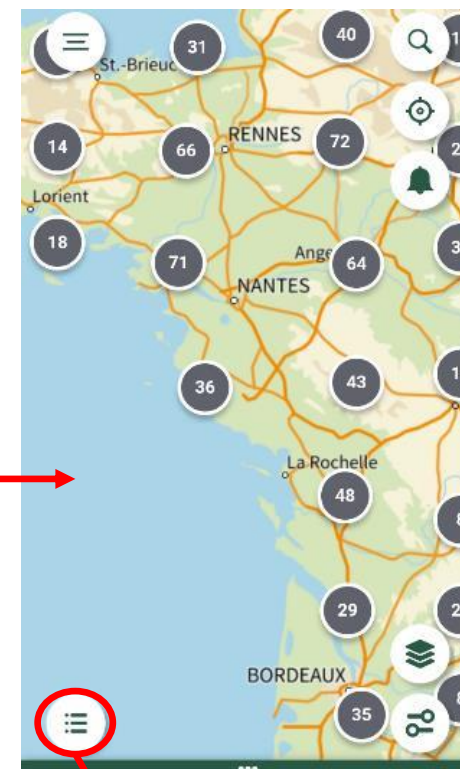 31
40
St.-Brieuc
14
66
RENNES
72
Lorient
18
71
Ange
64
NANTES
36
43
La Rochelle
48
29
BORDEAUX
35